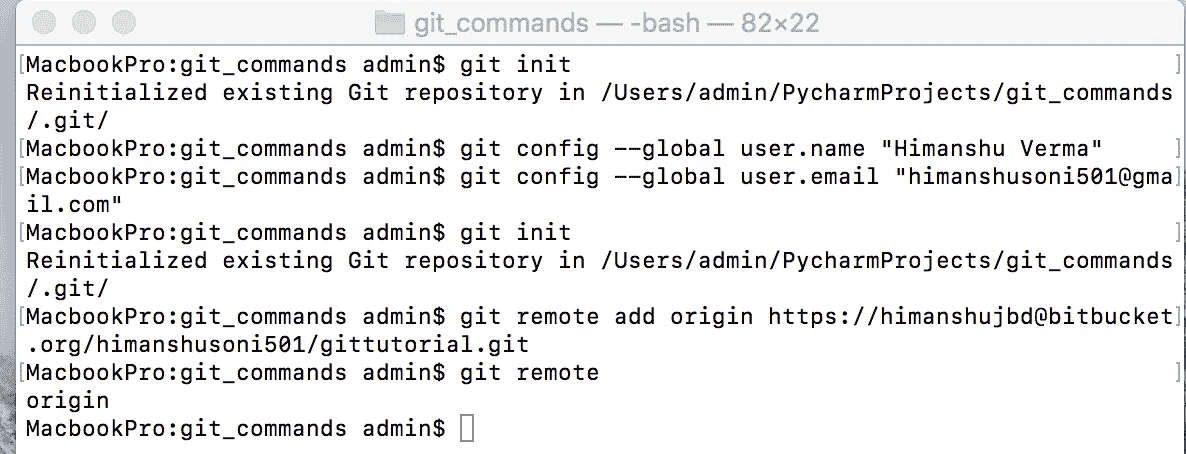 git_commands — -bash — 82×22
[MacbookPro:git_commands admin$ git init ]
Reinitialized existing Git repository in /Users/admin/PycharmProjects/git_commands
/.git/
[MacbookPro:git_commands admin$ git config --global user.name "Himanshu Verma" ]
[MacbookPro:git_commands admin$ git config --global user.email "himanshusoni501@gma]
il.com"
[MacbookPro:git_commands admin$ git init ]
Reinitialized existing Git repository in /Users/admin/PycharmProjects/git_commands
/.git/
[MacbookPro:git_commands admin$ git remote add origin https://himanshujbd@bitbucket]
.org/himanshusoni501/gittutorial.git
[MacbookPro:git_commands admin$ git remote ]
origin
MacbookPro:git_commands admin$